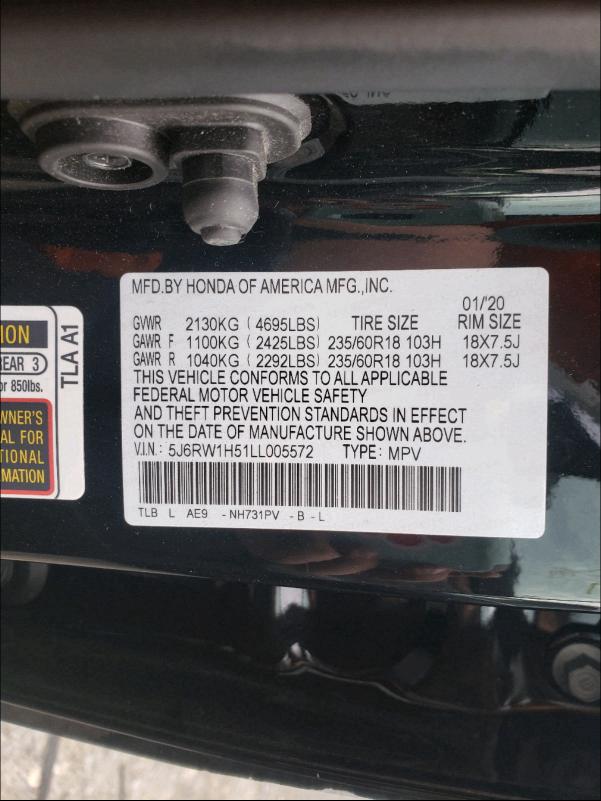 MFD.BY HONDA OF AMERICA MFG.,INC.
01/'20
GVWR 2130KG ( 4695LBS) TIRE SIZE RIM SIZE
GAWR F 1100KG ( 2425LBS) 235/60R18 103H 18X7.5J
GAWR R 1040KG ( 2292LBS) 235/60R18 103H 18X7.5J
THIS VEHICLE CONFORMS TO ALL APPLICABLE
FEDERAL MOTOR VEHICLE SAFETY
AND THEFT PREVENTION STANDARDS IN EFFECT
ON THE DATE OF MANUFACTURE SHOWN ABOVE.
V.I.N.: 5J6RW1H51LL005572 TYPE: MPV
TLB L AE9 -NH731PV -B-L
ION
REAR 3
or 850lbs.
WNER'S
AL FOR
TIONAL
MATION
TLA A1